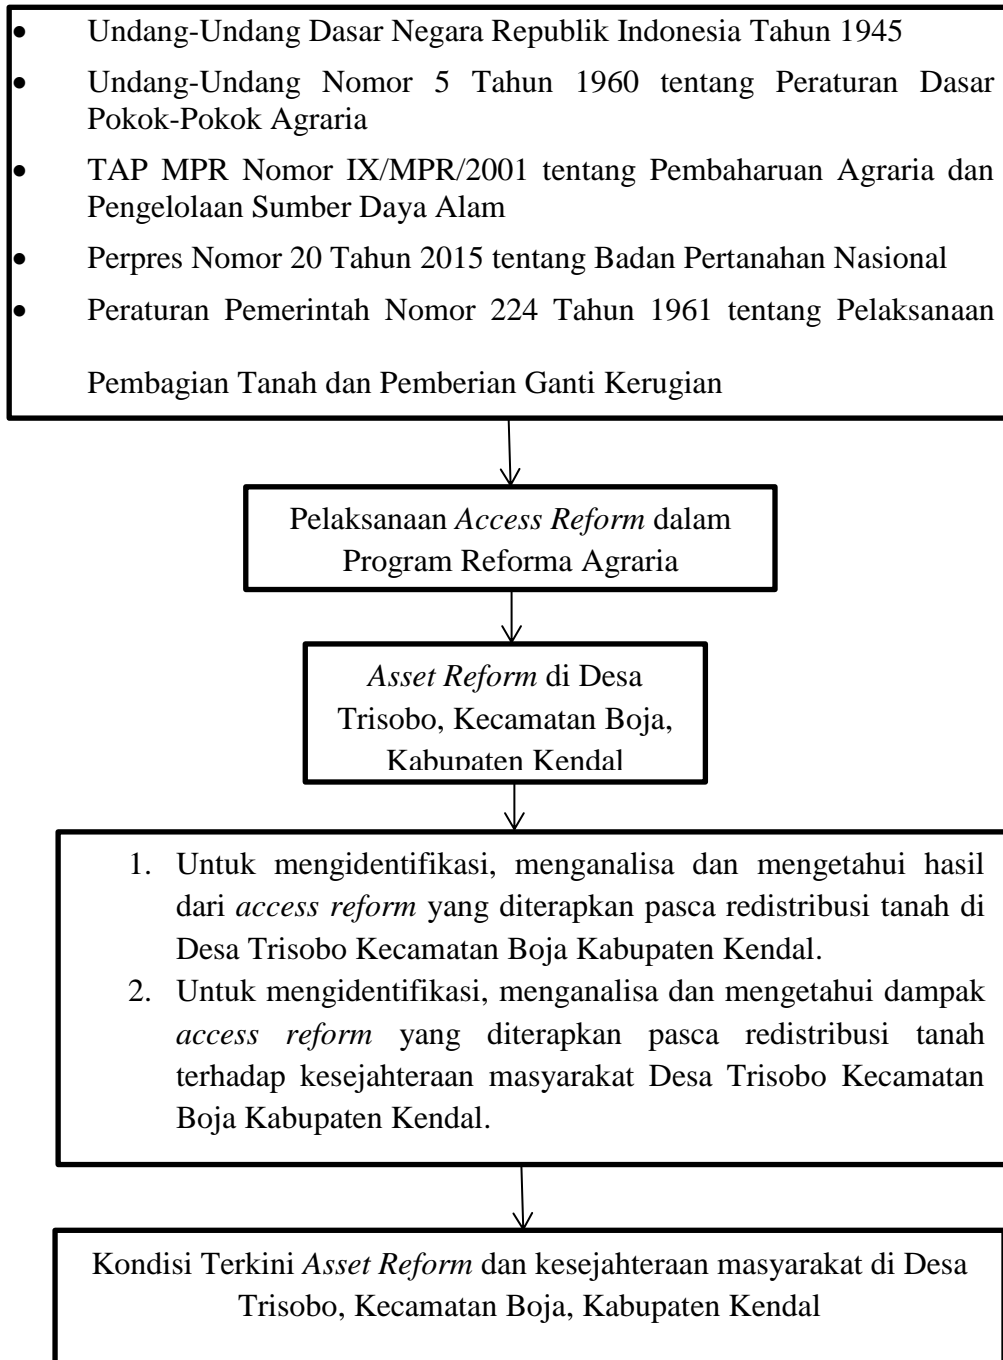 • Undang-Undang Dasar Negara Republik Indonesia Tahun 1945
• Undang-Undang Nomor 5 Tahun 1960 tentang Peraturan Dasar
Pokok-Pokok Agraria
• TAP MPR Nomor IX/MPR/2001 tentang Pembaharuan Agraria dan
Pengelolaan Sumber Daya Alam
• Perpres Nomor 20 Tahun 2015 tentang Badan Pertanahan Nasional
• Peraturan Pemerintah Nomor 224 Tahun 1961 tentang Pelaksanaan
Pembagian Tanah dan Pemberian Ganti Kerugian
Pelaksanaan Access Reform dalam
Program Reforma Agraria
Asset Reform di Desa
Trisobo, Kecamatan Boja,
Kabupaten Kendal
1. Untuk mengidentifikasi, menganalisa dan mengetahui hasil
dari access reform yang diterapkan pasca redistribusi tanah di
Desa Trisobo Kecamatan Boja Kabupaten Kendal.
2. Untuk mengidentifikasi, menganalisa dan mengetahui dampak
access reform yang diterapkan pasca redistribusi tanah
terhadap kesejahteraan masyarakat Desa Trisobo Kecamatan
Boja Kabupaten Kendal.
Kondisi Terkini Asset Reform dan kesejahteraan masyarakat di Desa
Trisobo, Kecamatan Boja, Kabupaten Kendal